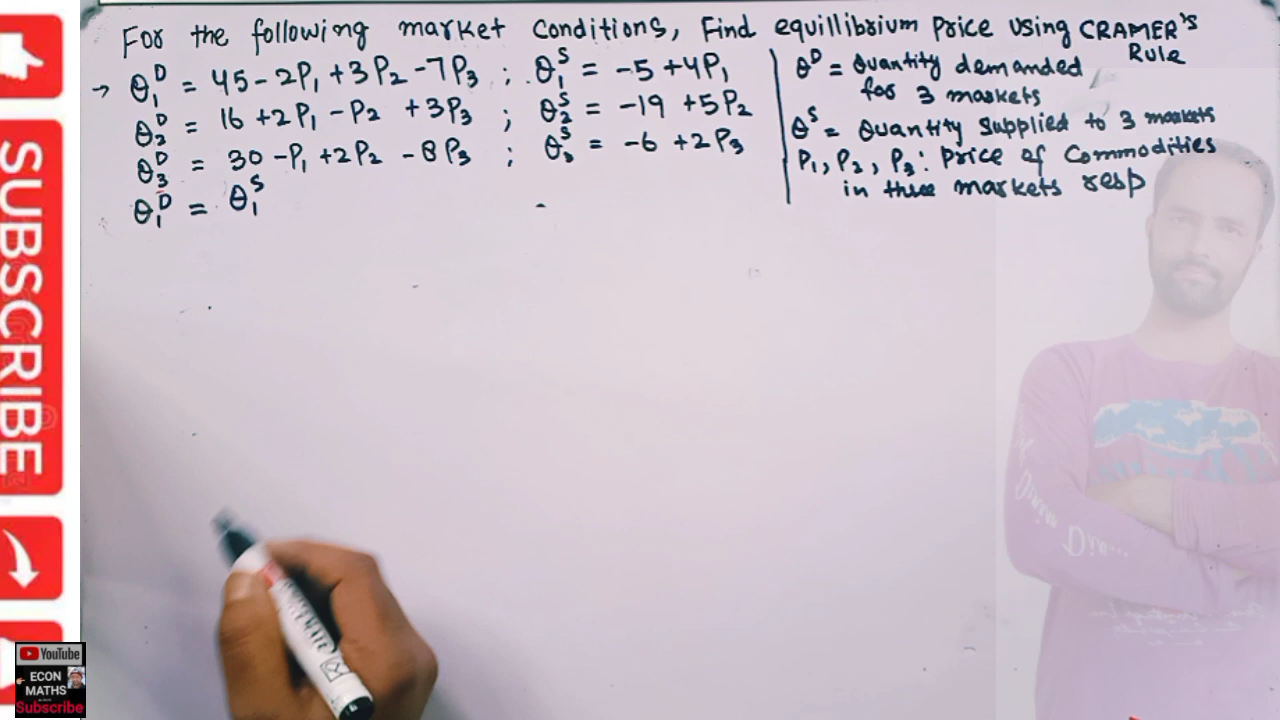 For the following market Conditions, Find equillibrium Price using CRAMER'S Rule
→ Q₁ᴰ = 45 - 2P₁ + 3P₂ - 7P₃ ; Q₁ˢ = -5 + 4P₁
Q₂ᴰ = 16 + 2P₁ - P₂ + 3P₃ ; Q₂ˢ = -19 + 5P₂
Q₃ᴰ = 30 - P₁ + 2P₂ - 8P₃ ; Q₃ˢ = -6 + 2P₃
Q₁ᴰ = Q₁ˢ
Qᴰ = Quantity demanded
for 3 markets
Qˢ = Quantity Supplied to 3 markets
P₁, P₂, P₃ : Price of Commodities
in three markets resp
SUBSCRIBE
YouTube
ECON
MATHS
Subscribe